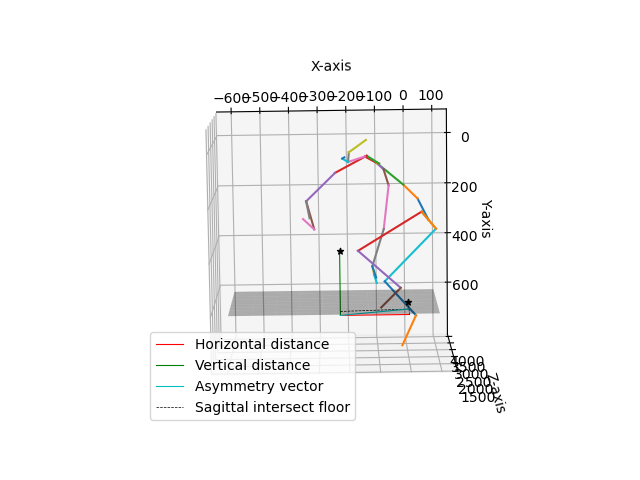 X-axis
−600 −500 −400 −300 −200 −100 0 100
0
200
Y-axis
400
600
4000
3500
3000
2500
2000
1500
Z-axis
Horizontal distance
Vertical distance
Asymmetry vector
Sagittal intersect floor